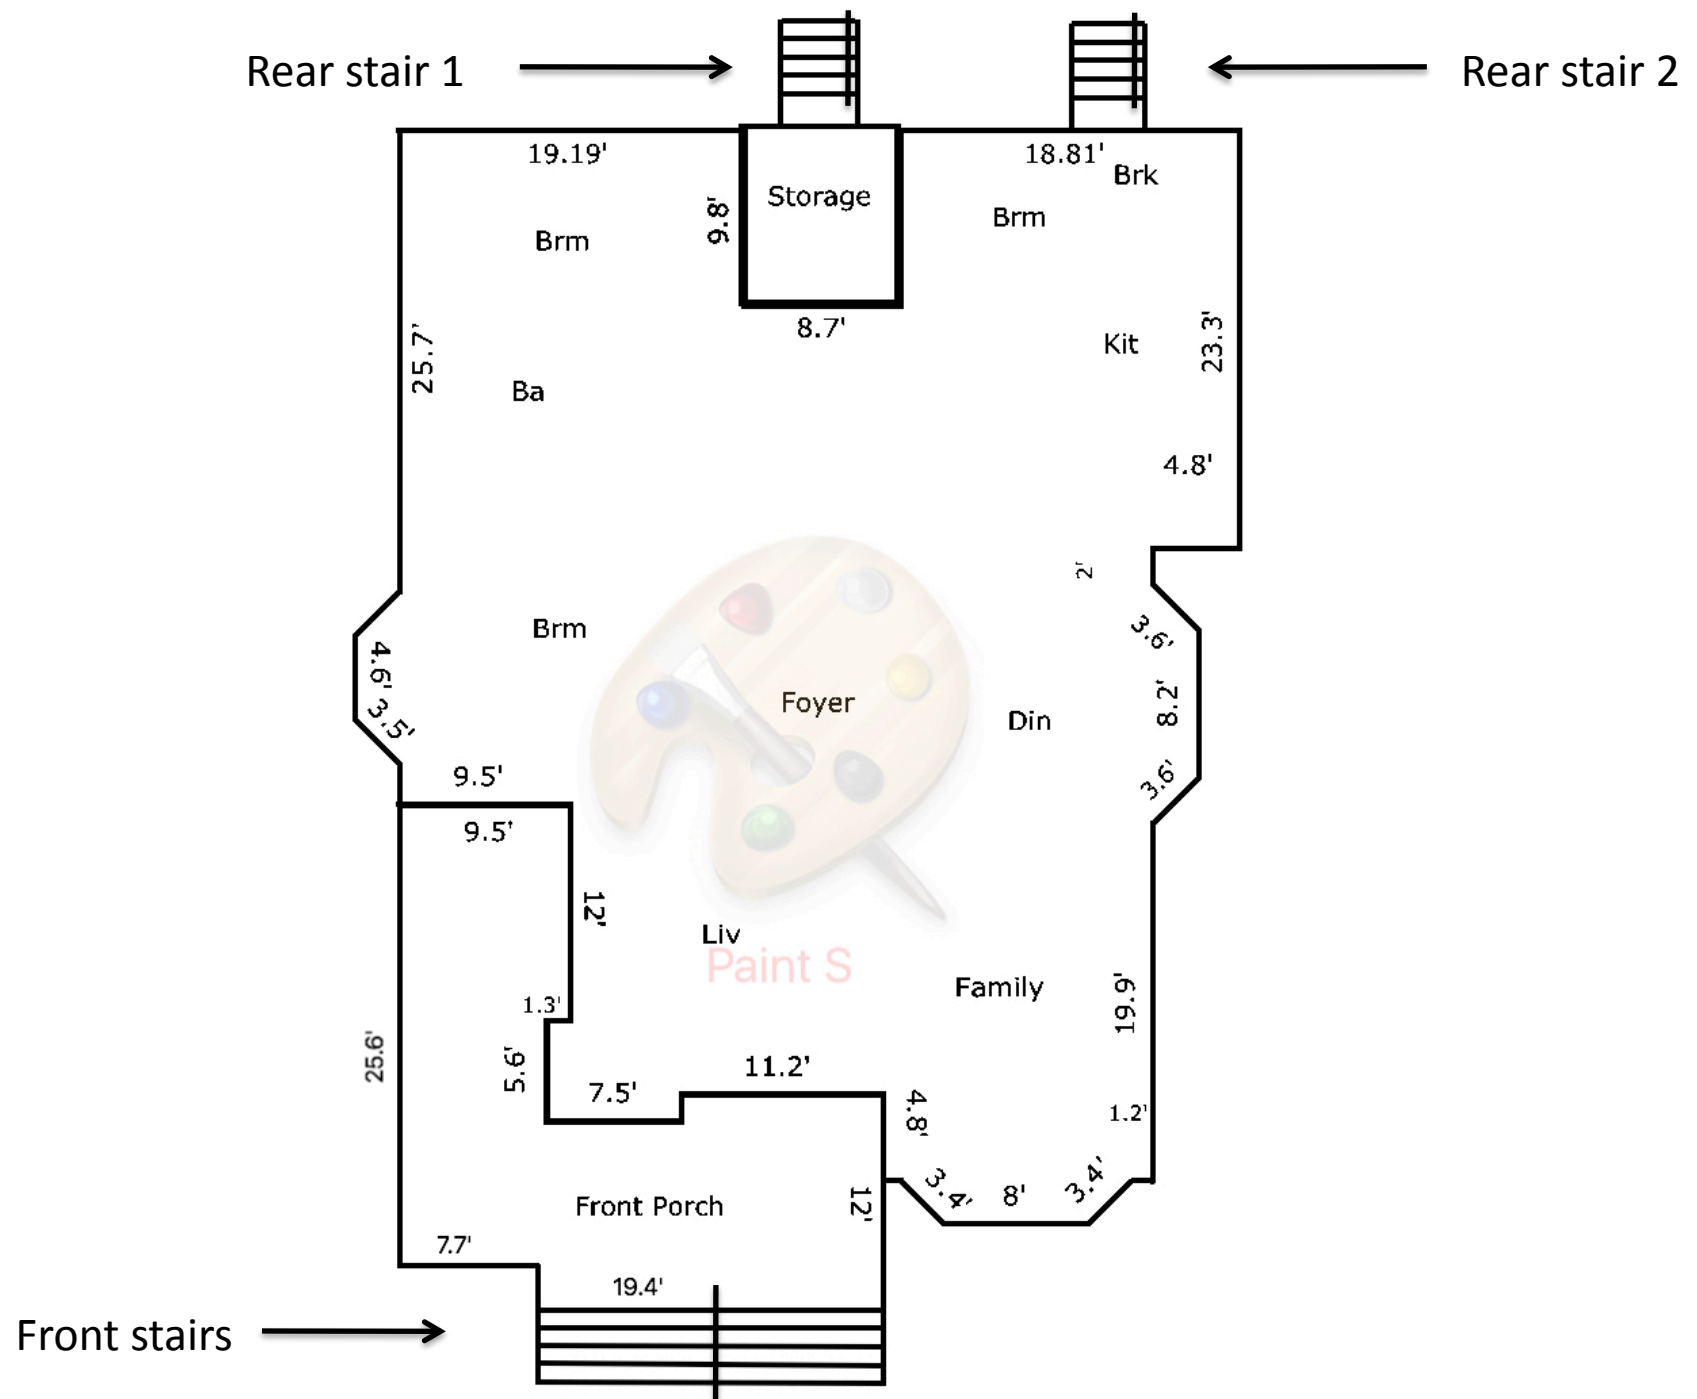 Rear stair 1
Rear stair 2
19.19'
18.81'
Brk
Storage
9.8'
Brm
Brm
8.7'
25.7'
Kit
23.3'
Ba
4.8'
2'
Brm
3.6'
4.6'
3.5'
Foyer
Din
8.2'
9.5'
3.6'
9.5'
12'
Liv
Paint S
Family
19.9'
1.3'
25.6'
5.6'
11.2'
7.5'
4.8'
1.2'
Front Porch
12'
3.4'
8'
3.4'
7.7'
19.4'
Front stairs